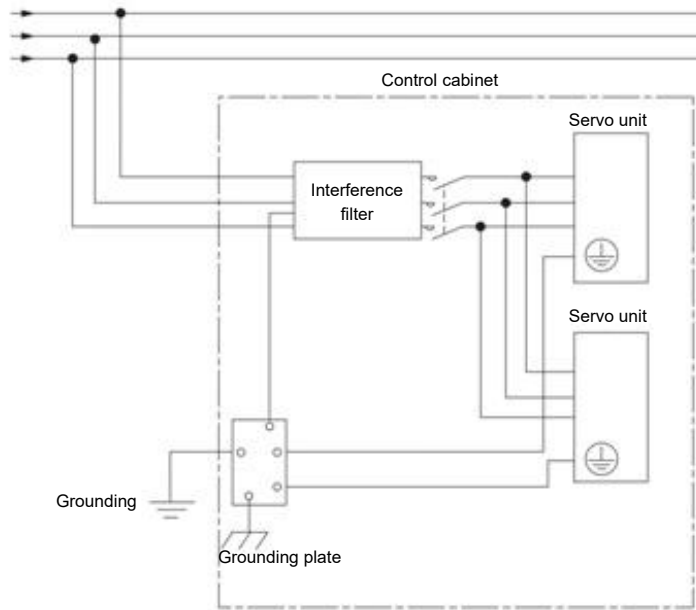 Control cabinet
Servo unit
Interference
filter
Servo unit
Grounding
Grounding plate